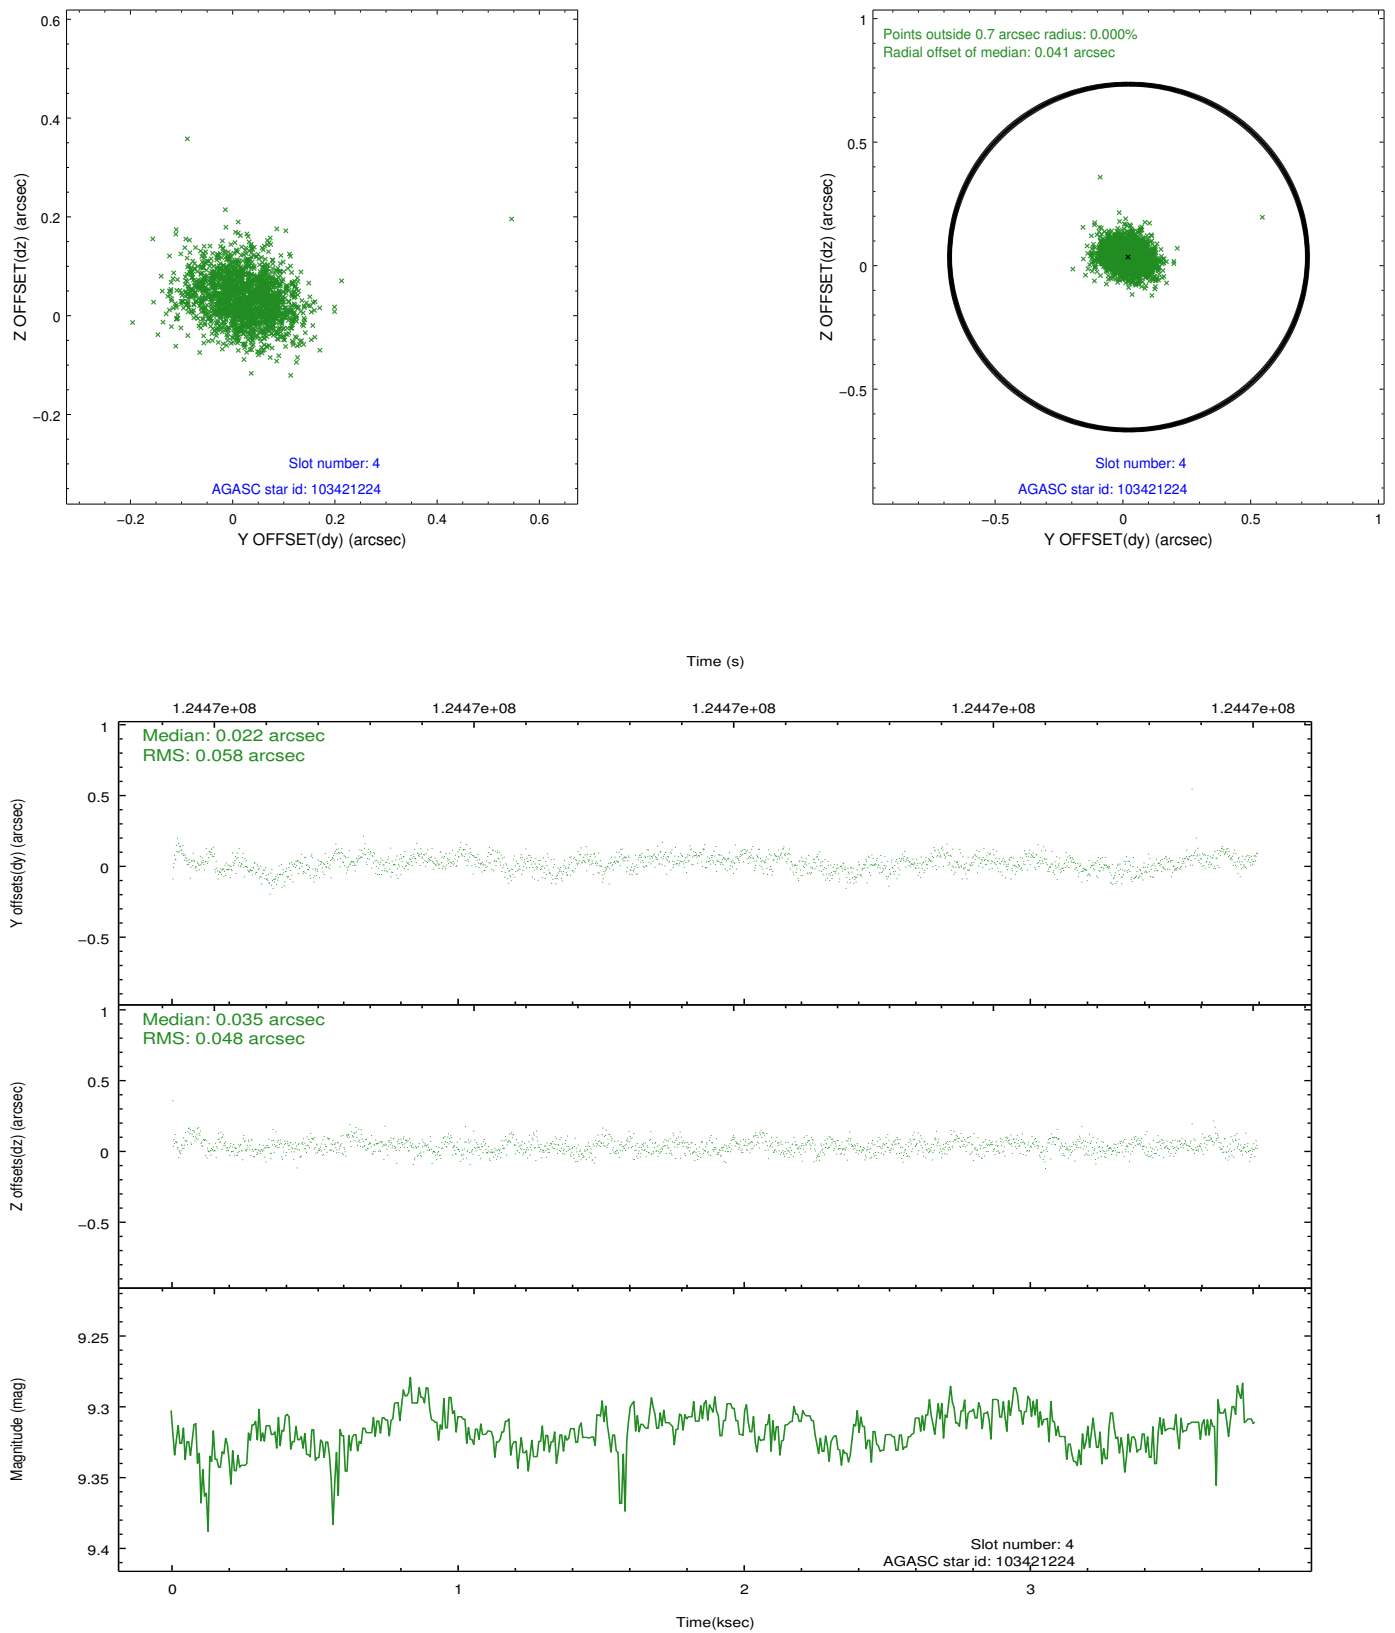 0.6
0.4
0.2
0
−0.2
Z OFFSET(dz) (arcsec)
Slot number: 4
AGASC star id: 103421224
−0.2 0 0.2 0.4 0.6
Y OFFSET(dy) (arcsec)
Points outside 0.7 arcsec radius: 0.000%
Radial offset of median: 0.041 arcsec
1
0.5
0
−0.5
Z OFFSET(dz) (arcsec)
Slot number: 4
AGASC star id: 103421224
−0.5 0 0.5 1
Y OFFSET(dy) (arcsec)
Time (s)
1.2447e+08 1.2447e+08 1.2447e+08 1.2447e+08 1.2447e+08
Median: 0.022 arcsec
RMS: 0.058 arcsec
1
0.5
0
−0.5
Y offsets(dy) (arcsec)
Median: 0.035 arcsec
RMS: 0.048 arcsec
1
0.5
0
−0.5
Z offsets(dz) (arcsec)
9.25
9.3
9.35
9.4
Magnitude (mag)
Slot number: 4
AGASC star id: 103421224
0 1 2 3
Time(ksec)